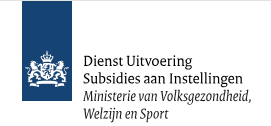 Dienst Uitvoering
Subsidies aan Instellingen
Ministerie van Volksgezondheid,
Welzijn en Sport